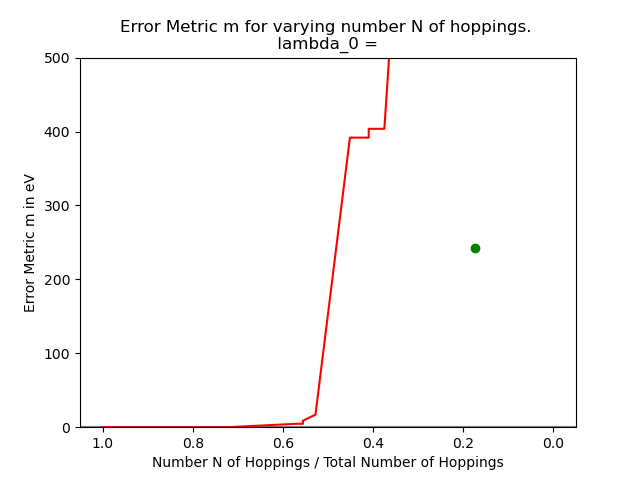 Error Metric m for varying number N of hoppings.
lambda_0 =
500
400
300
200
100
0
Error Metric m in eV
1.0 0.8 0.6 0.4 0.2 0.0
Number N of Hoppings / Total Number of Hoppings